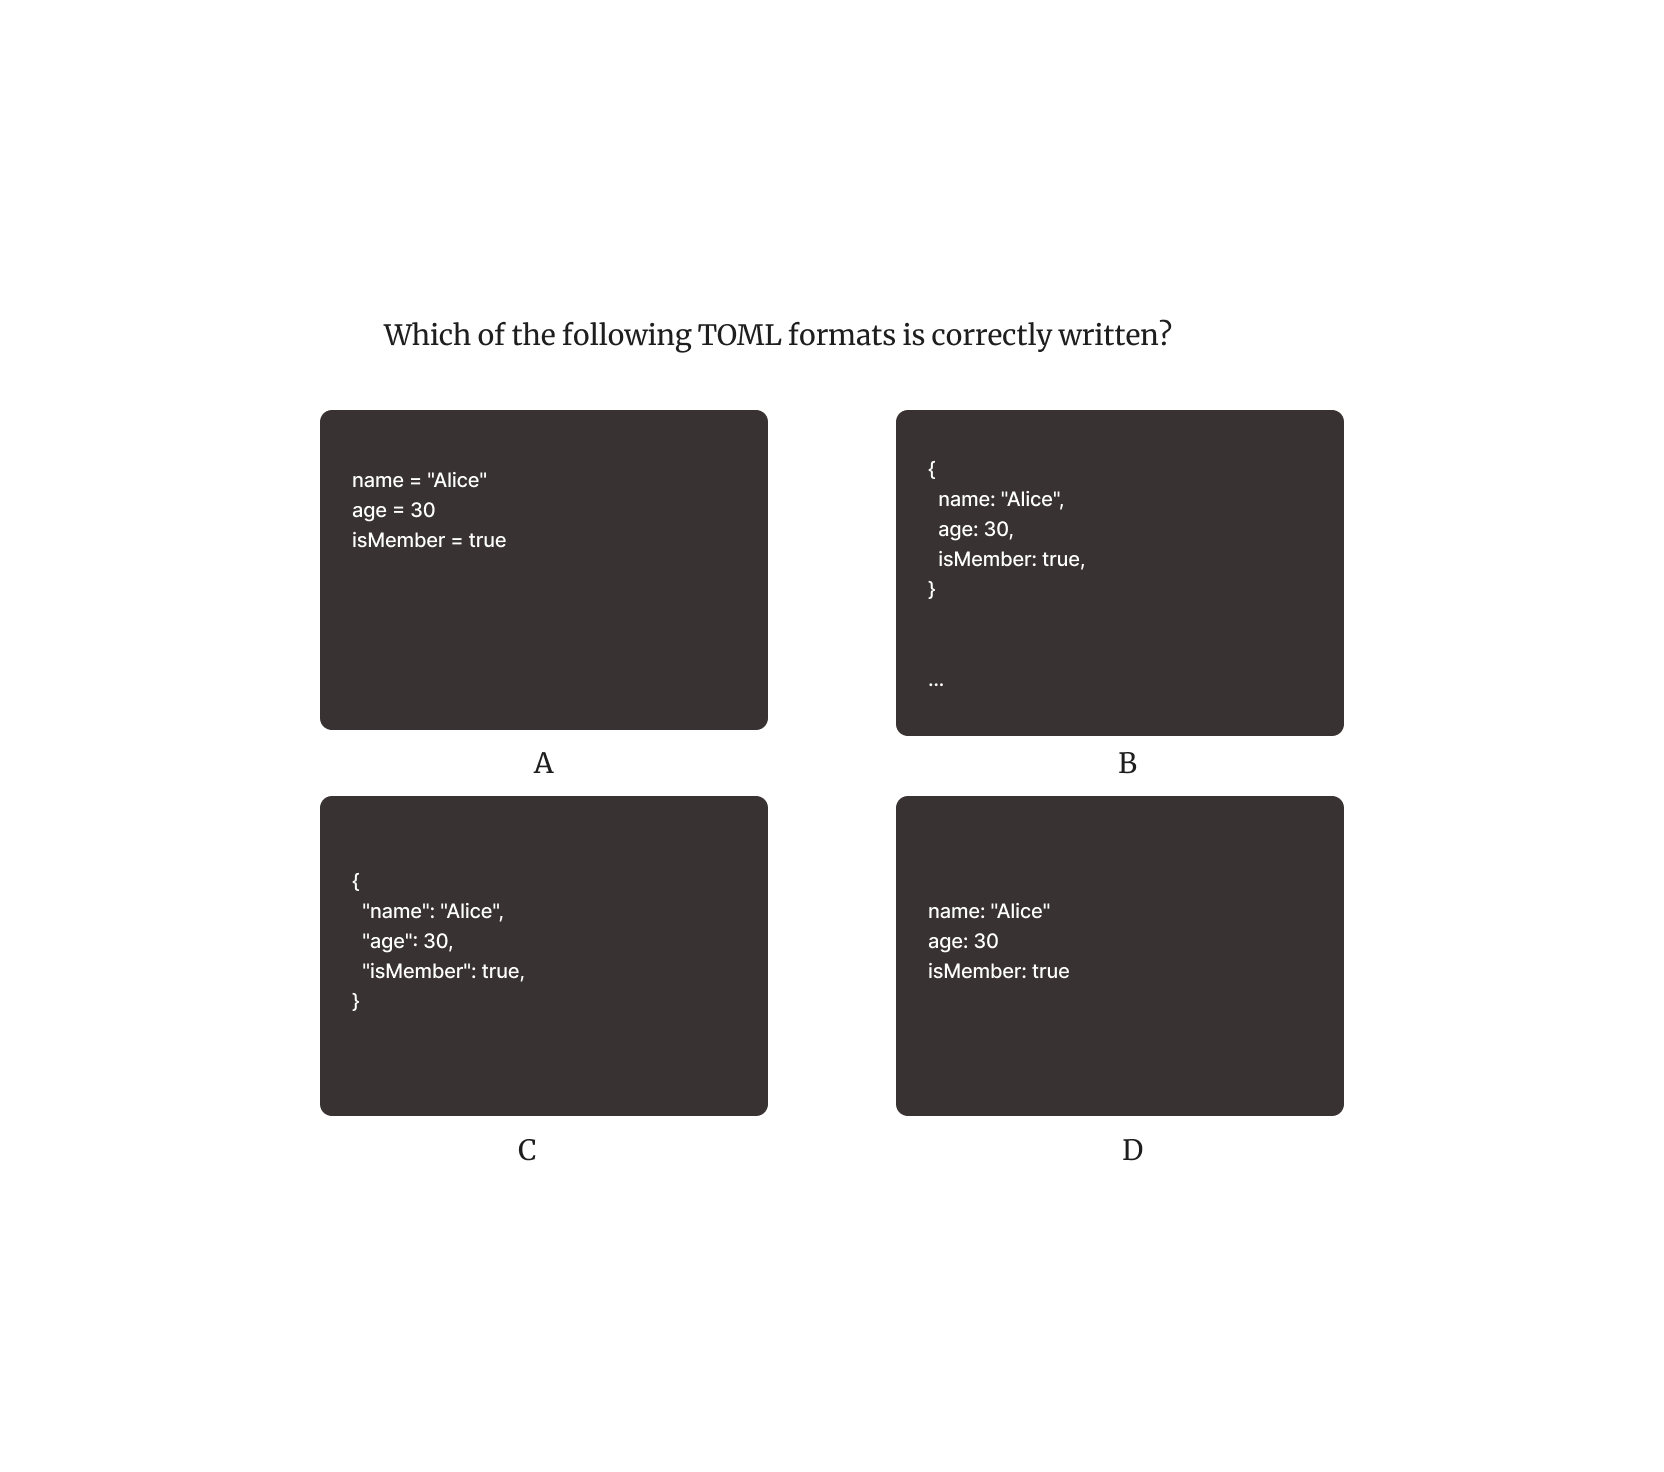 Which of the following TOML formats is correctly written?
name = "Alice"
age = 30
isMember = true
A
{
  name: "Alice",
  age: 30,
  isMember: true,
}
...
B
{
  "name": "Alice",
  "age": 30,
  "isMember": true,
}
C
name: "Alice"
age: 30
isMember: true
D